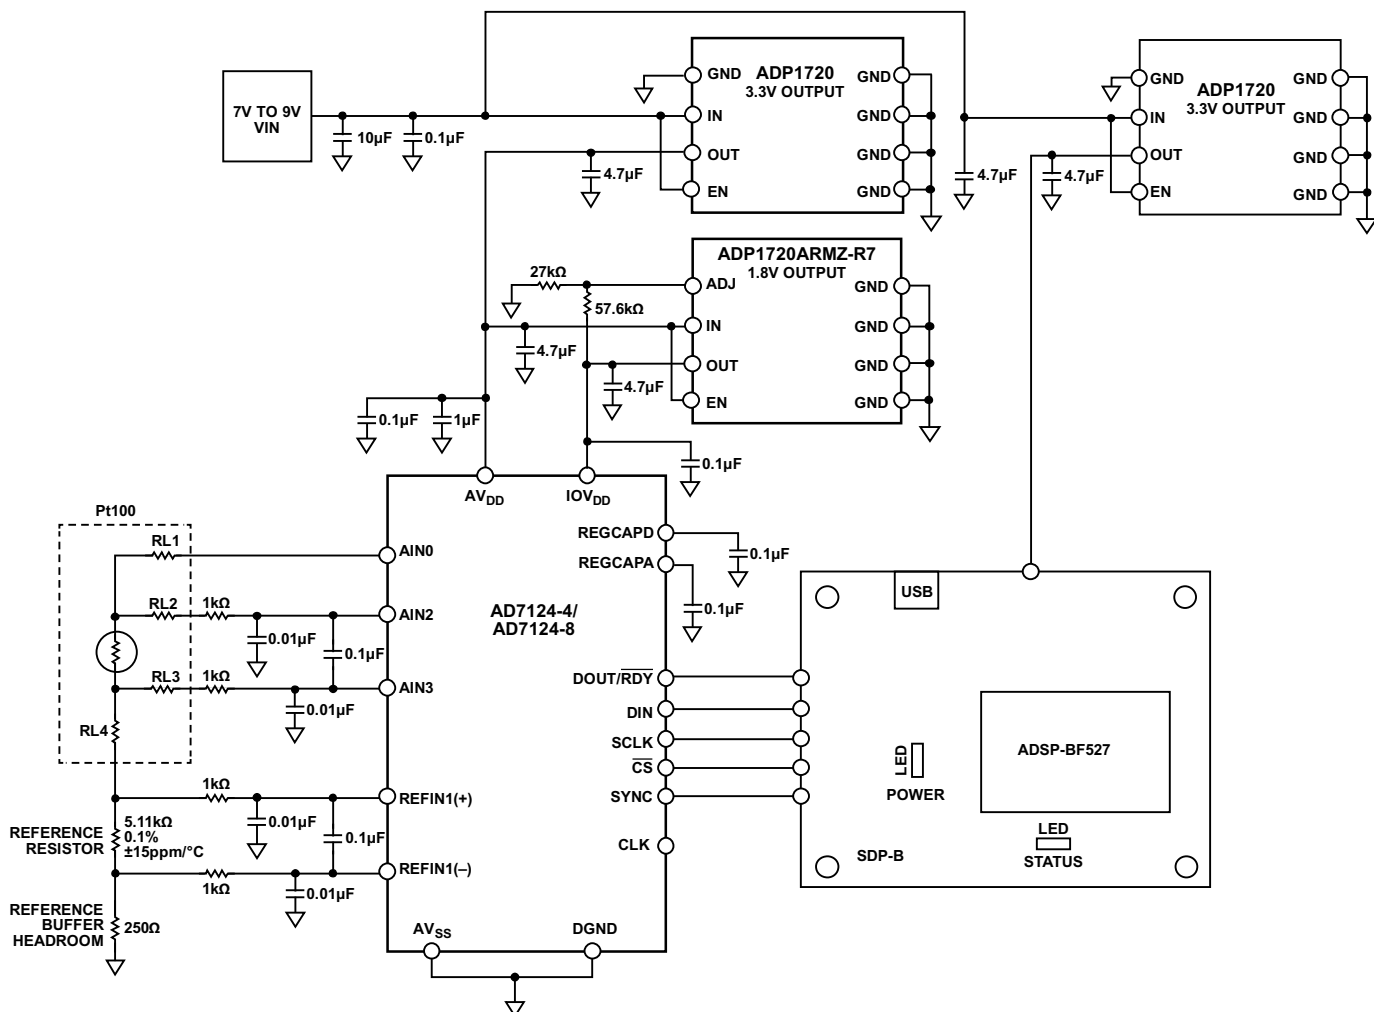 7V TO 9V
VIN
10µF
0.1µF
GND
IN
OUT
EN
ADP1720
3.3V OUTPUT
GND
GND
GND
GND
4.7µF
4.7µF
4.7µF
GND
IN
OUT
EN
ADP1720
3.3V OUTPUT
GND
GND
GND
GND
ADP1720ARMZ-R7
1.8V OUTPUT
ADJ
IN
OUT
EN
GND
GND
GND
GND
27kΩ
57.6kΩ
4.7µF
4.7µF
0.1µF
1µF
0.1µF
AVDD
IOVDD
Pt100
RL1
RL2
RL3
RL4
1kΩ
0.01µF
0.1µF
1kΩ
0.01µF
AIN0
AIN2
AIN3
REFIN1(+)
REFIN1(–)
AD7124-4/
AD7124-8
REGCAPD
REGCAPA
0.1µF
0.1µF
DOUT/RDY
DIN
SCLK
CS
SYNC
CLK
AVSS
DGND
1kΩ
0.01µF
0.1µF
1kΩ
0.01µF
REFERENCE
RESISTOR
5.11kΩ
0.1%
±15ppm/°C
REFERENCE
BUFFER
HEADROOM
250Ω
USB
ADSP-BF527
LED
POWER
LED
STATUS
SDP-B